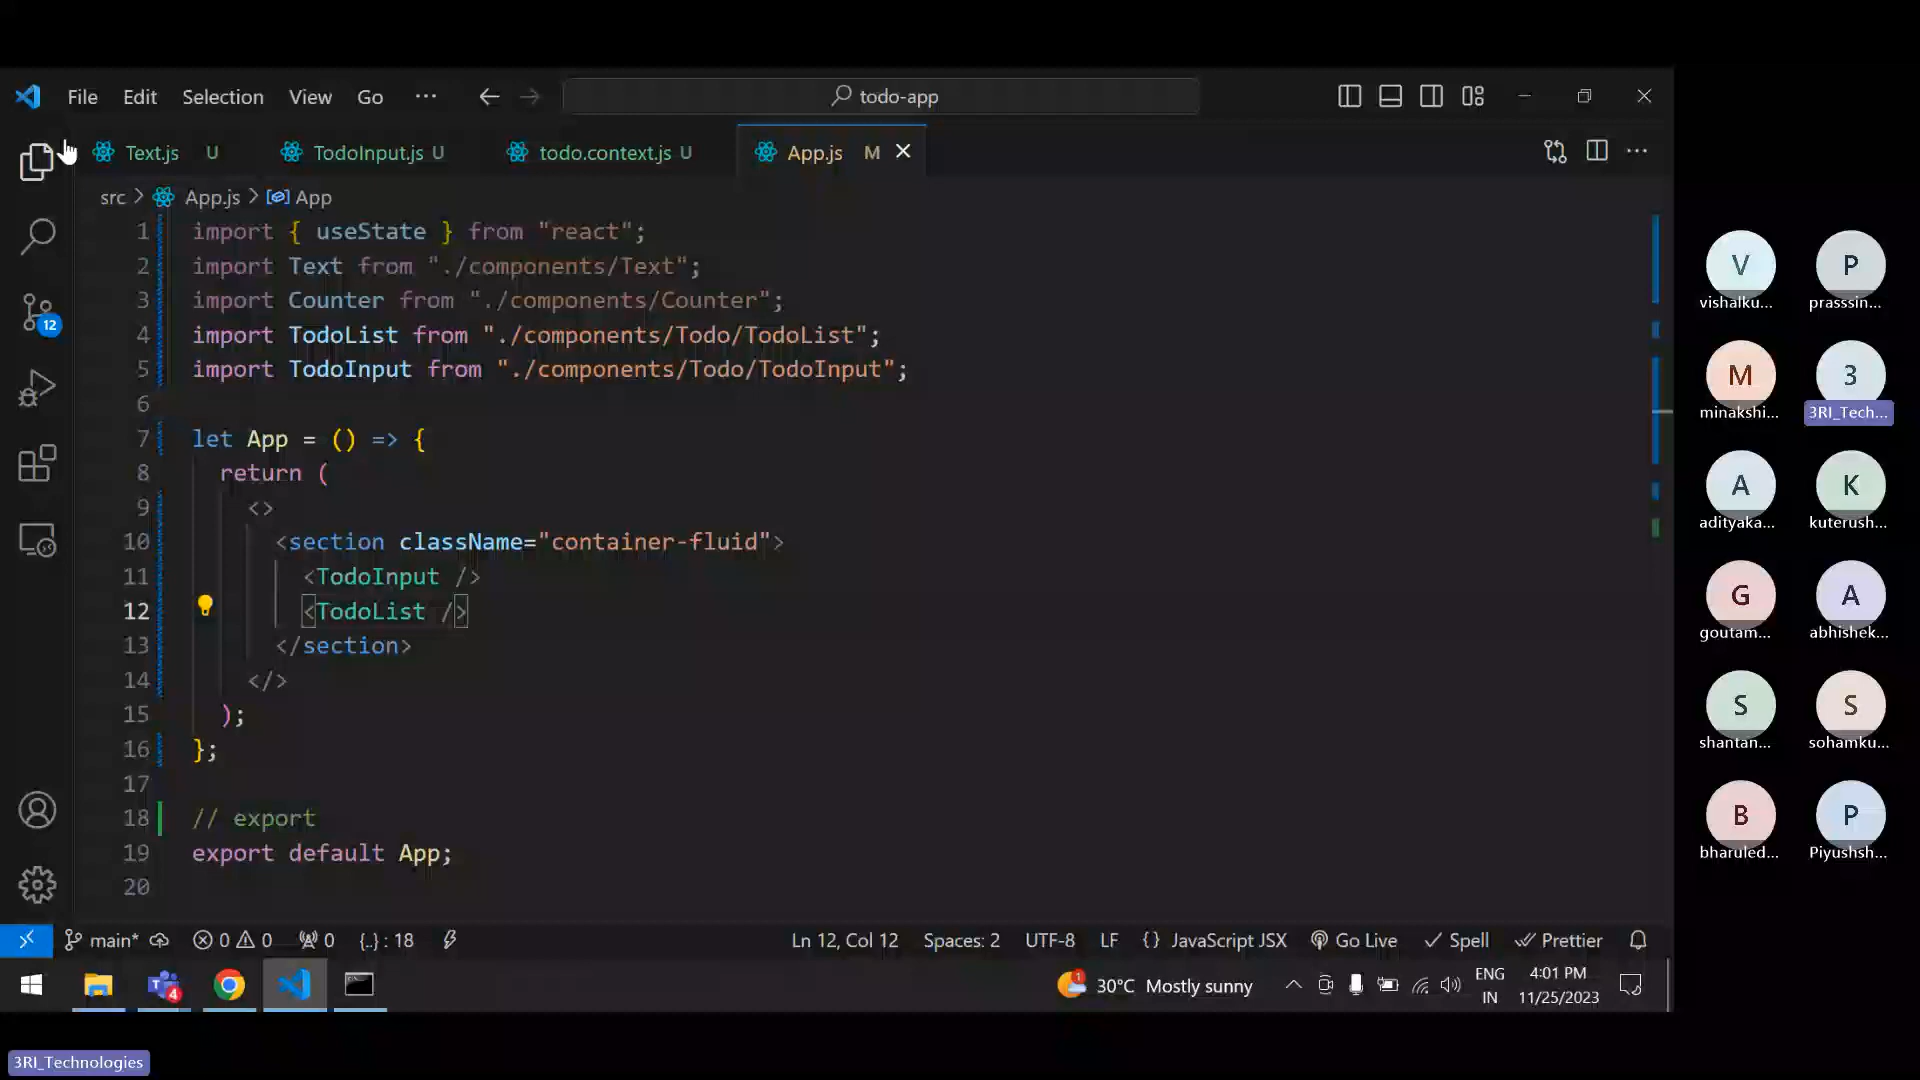 File Edit Selection View Go ··· todo-app
Text.js U TodoInput.js U todo.context.js U App.js M
src > App.js > App
1 import { useState } from "react";
2 import Text from "./components/Text";
3 import Counter from "./components/Counter";
4 import TodoList from "./components/Todo/TodoList";
5 import TodoInput from "./components/Todo/TodoInput";
6
7 let App = () => {
8 return (
9 <>
10 <section className="container-fluid">
11 <TodoInput />
12 <TodoList />
13 </section>
14 </>
15 );
16 };
17
18 // export
19 export default App;
20
12
main* 0 0 0 {..} : 18 Ln 12, Col 12 Spaces: 2 UTF-8 LF {} JavaScript JSX Go Live Spell Prettier
4 1 30°C Mostly sunny ENG IN 4:01 PM 11/25/2023
V P
vishalku... prasssin...
M 3
minakshi... 3RI_Tech...
A K
adityaka... kuterush...
G A
goutam... abhishek...
S S
shantan... sohamku...
B P
bharuled... Piyushsh...
3RI_Technologies